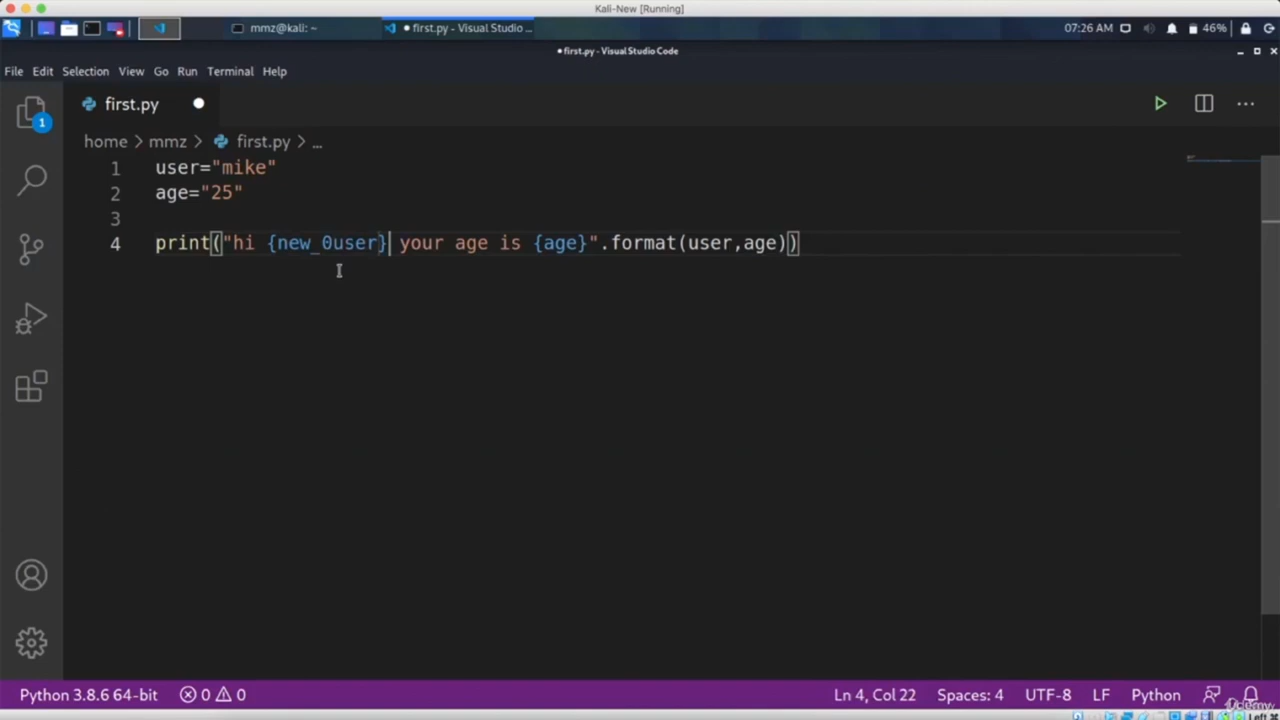 Kali-New [Running]
mmz@kali: ~
first.py - Visual Studio ...
07:26 AM
46%
first.py - Visual Studio Code
File Edit Selection View Go Run Terminal Help
first.py
1
home > mmz > first.py > ...
1 user="mike"
2 age="25"
3
4 print("hi {new_0user} your age is {age}".format(user,age))
Python 3.8.6 64-bit
0 0
Ln 4, Col 22
Spaces: 4
UTF-8
LF
Python
Udemy
Left ⌘